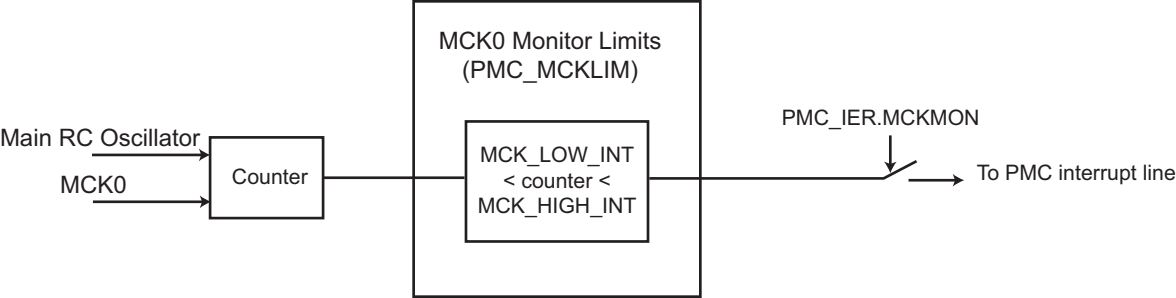 MCK0 Monitor Limits
(PMC_MCKLIM)
Main RC Oscillator
MCK0
Counter
MCK_LOW_INT
< counter <
MCK_HIGH_INT
PMC_IER.MCKMON
To PMC interrupt line